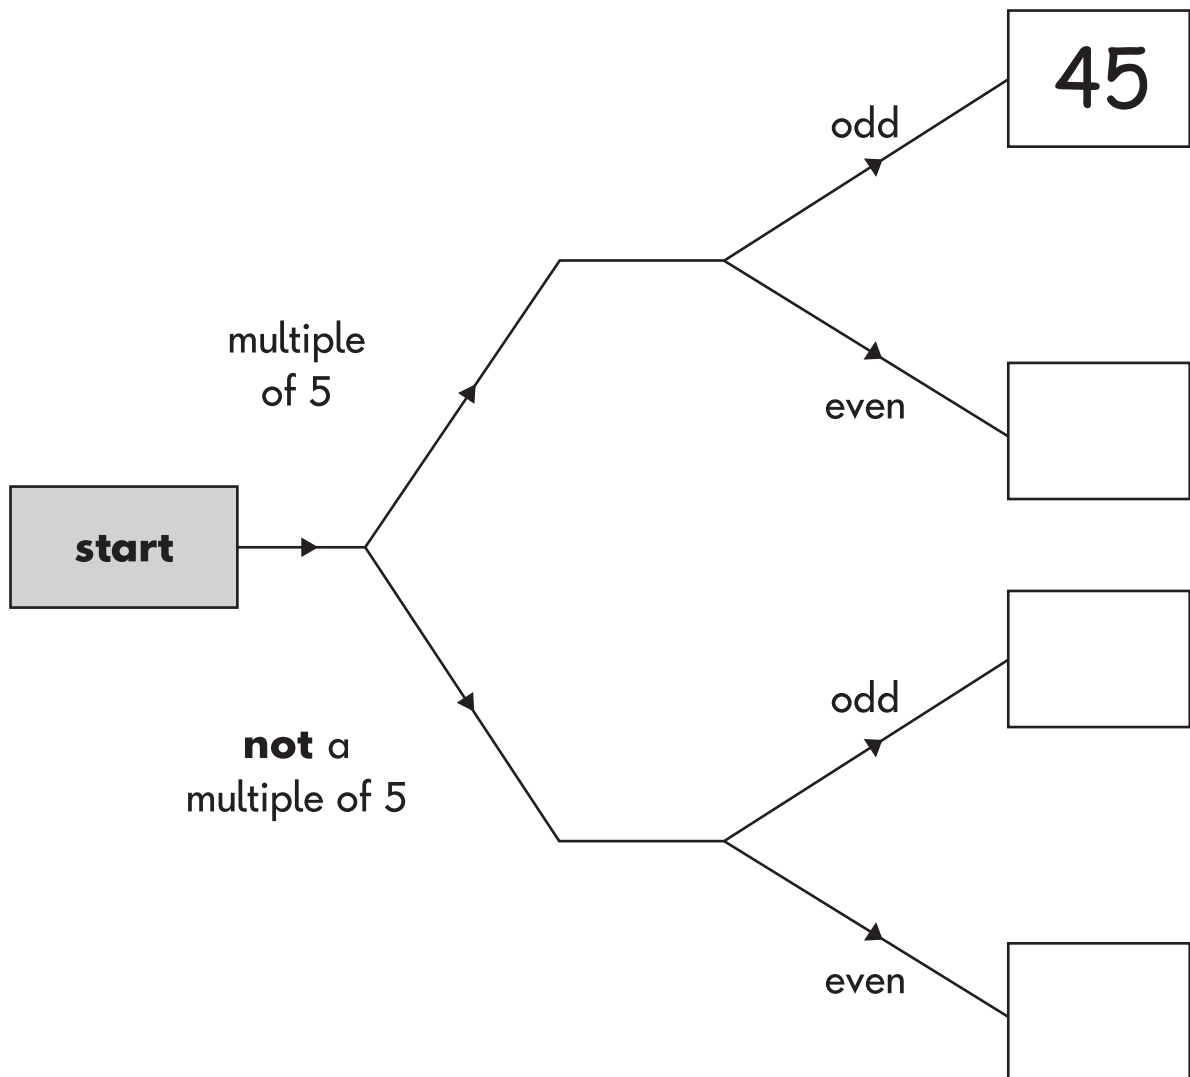 45
odd
multiple
of 5
even
start
odd
not a
multiple of 5
even